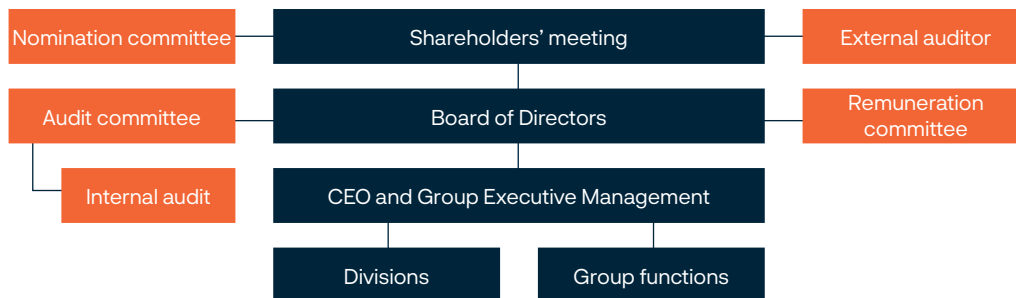 Nomination committee
Shareholders’ meeting
External auditor
Audit committee
Board of Directors
Remuneration
committee
Internal audit
CEO and Group Executive Management
Divisions
Group functions